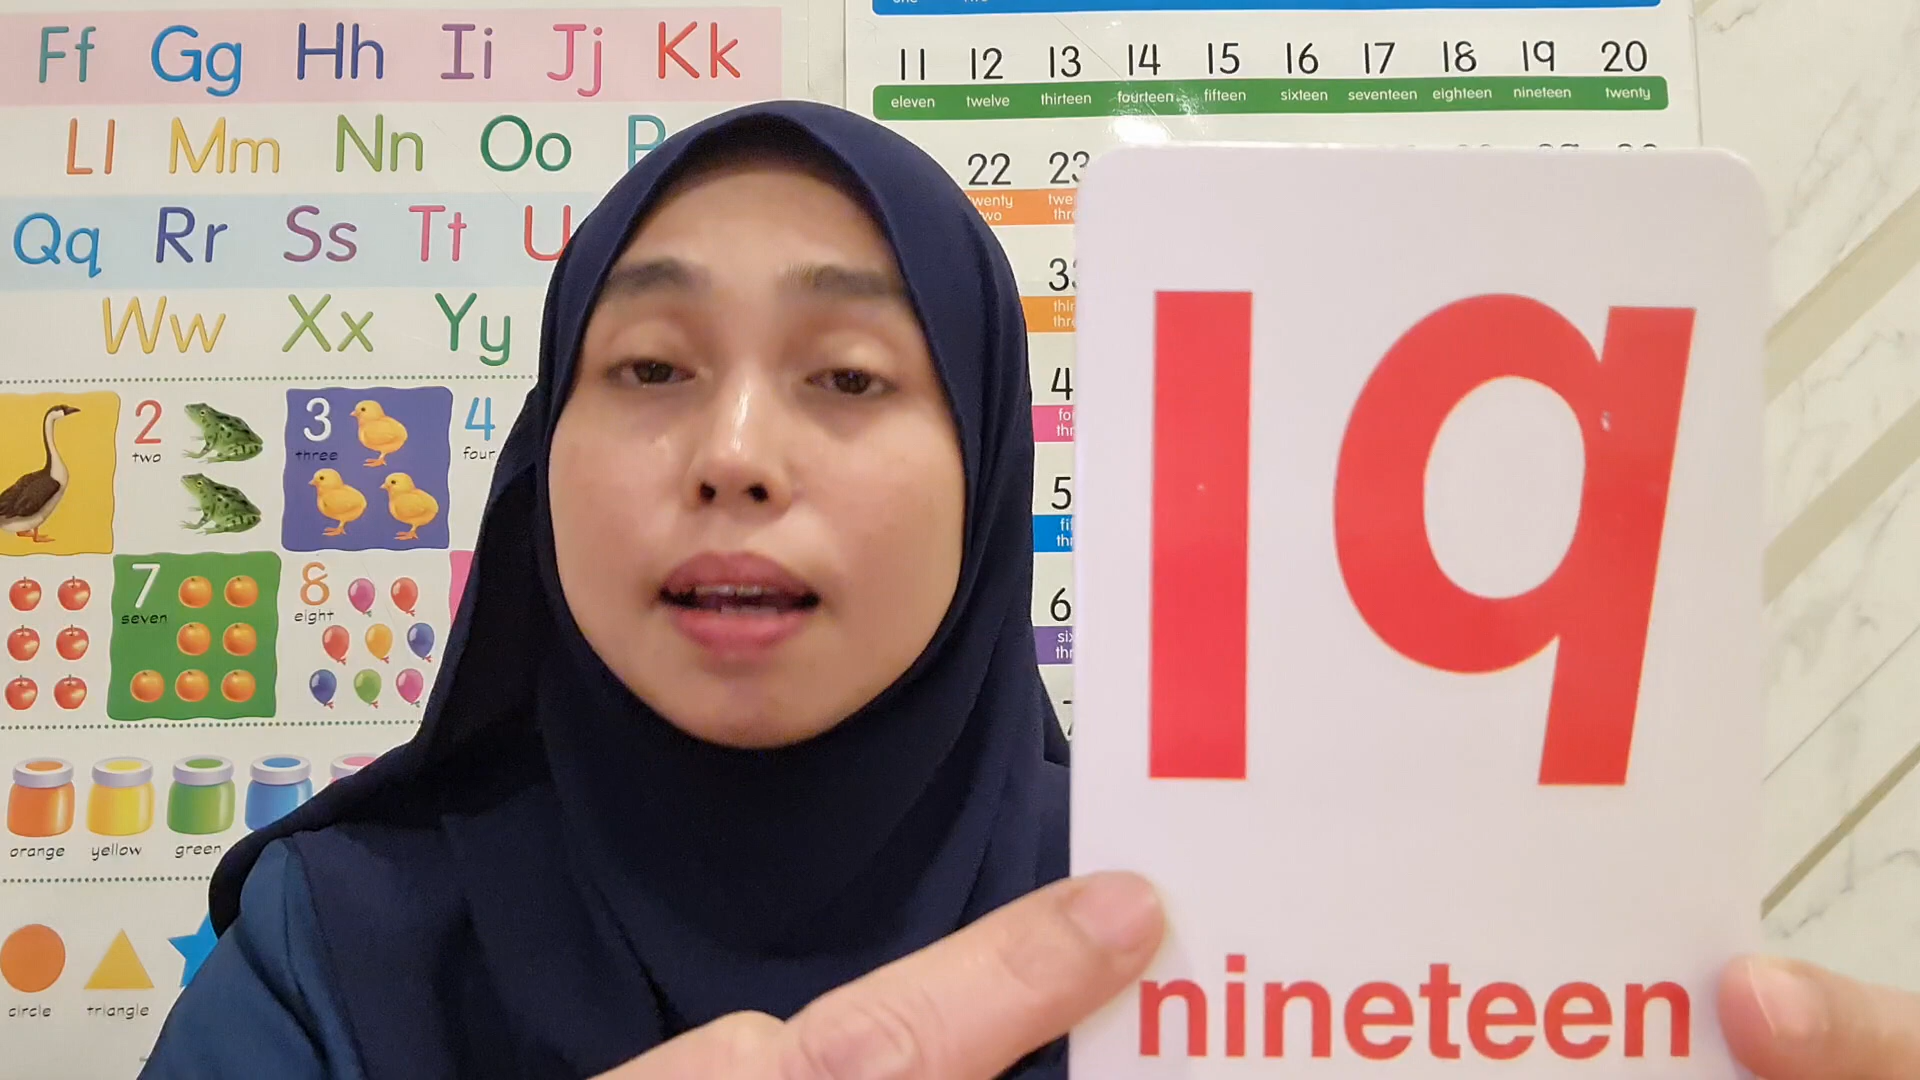 Ff Gg Hh Ii Jj Kk
Ll Mm Nn Oo
Qq Rr Ss Tt
Ww Xx Yy
2 3 4
two three four
7 8
seven eight
orange yellow green
circle triangle
11 12 13 14 15 16 17 18 19 20
eleven twelve thirteen fourteen fifteen sixteen seventeen eighteen nineteen twenty
22 23
19
nineteen